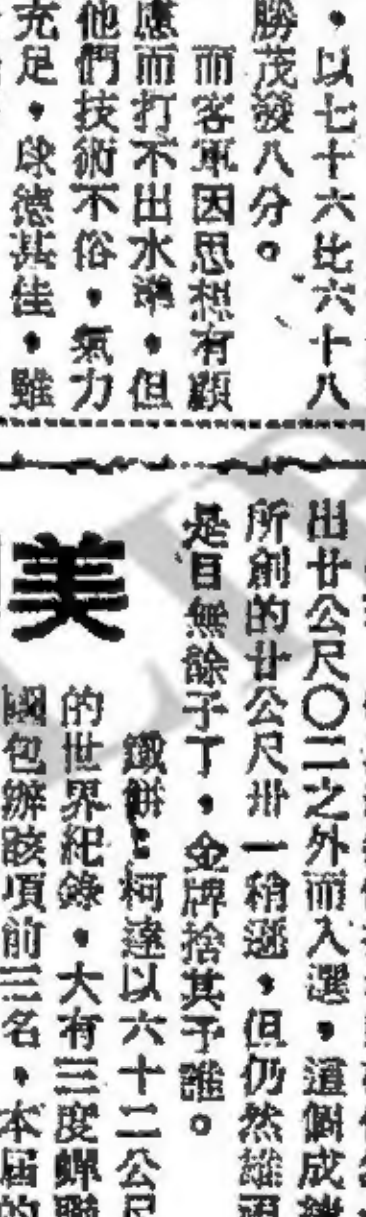 。以七十六比六十八
勝茂發八分。
而客軍因思想有顧
應而打不出水準。但
他們技術不俗。氣力
充足。球德甚佳。雖
出廿公尺〇二之外而入選。這個成績
所創的廿公尺卅一稍遜。但仍然雄
是目無餘子了。金牌捨其予誰。
鐵餅:柯達以六十二公尺
的世界紀錄。大有三度蟬聯
國包辦該項前三名。本屆的
美